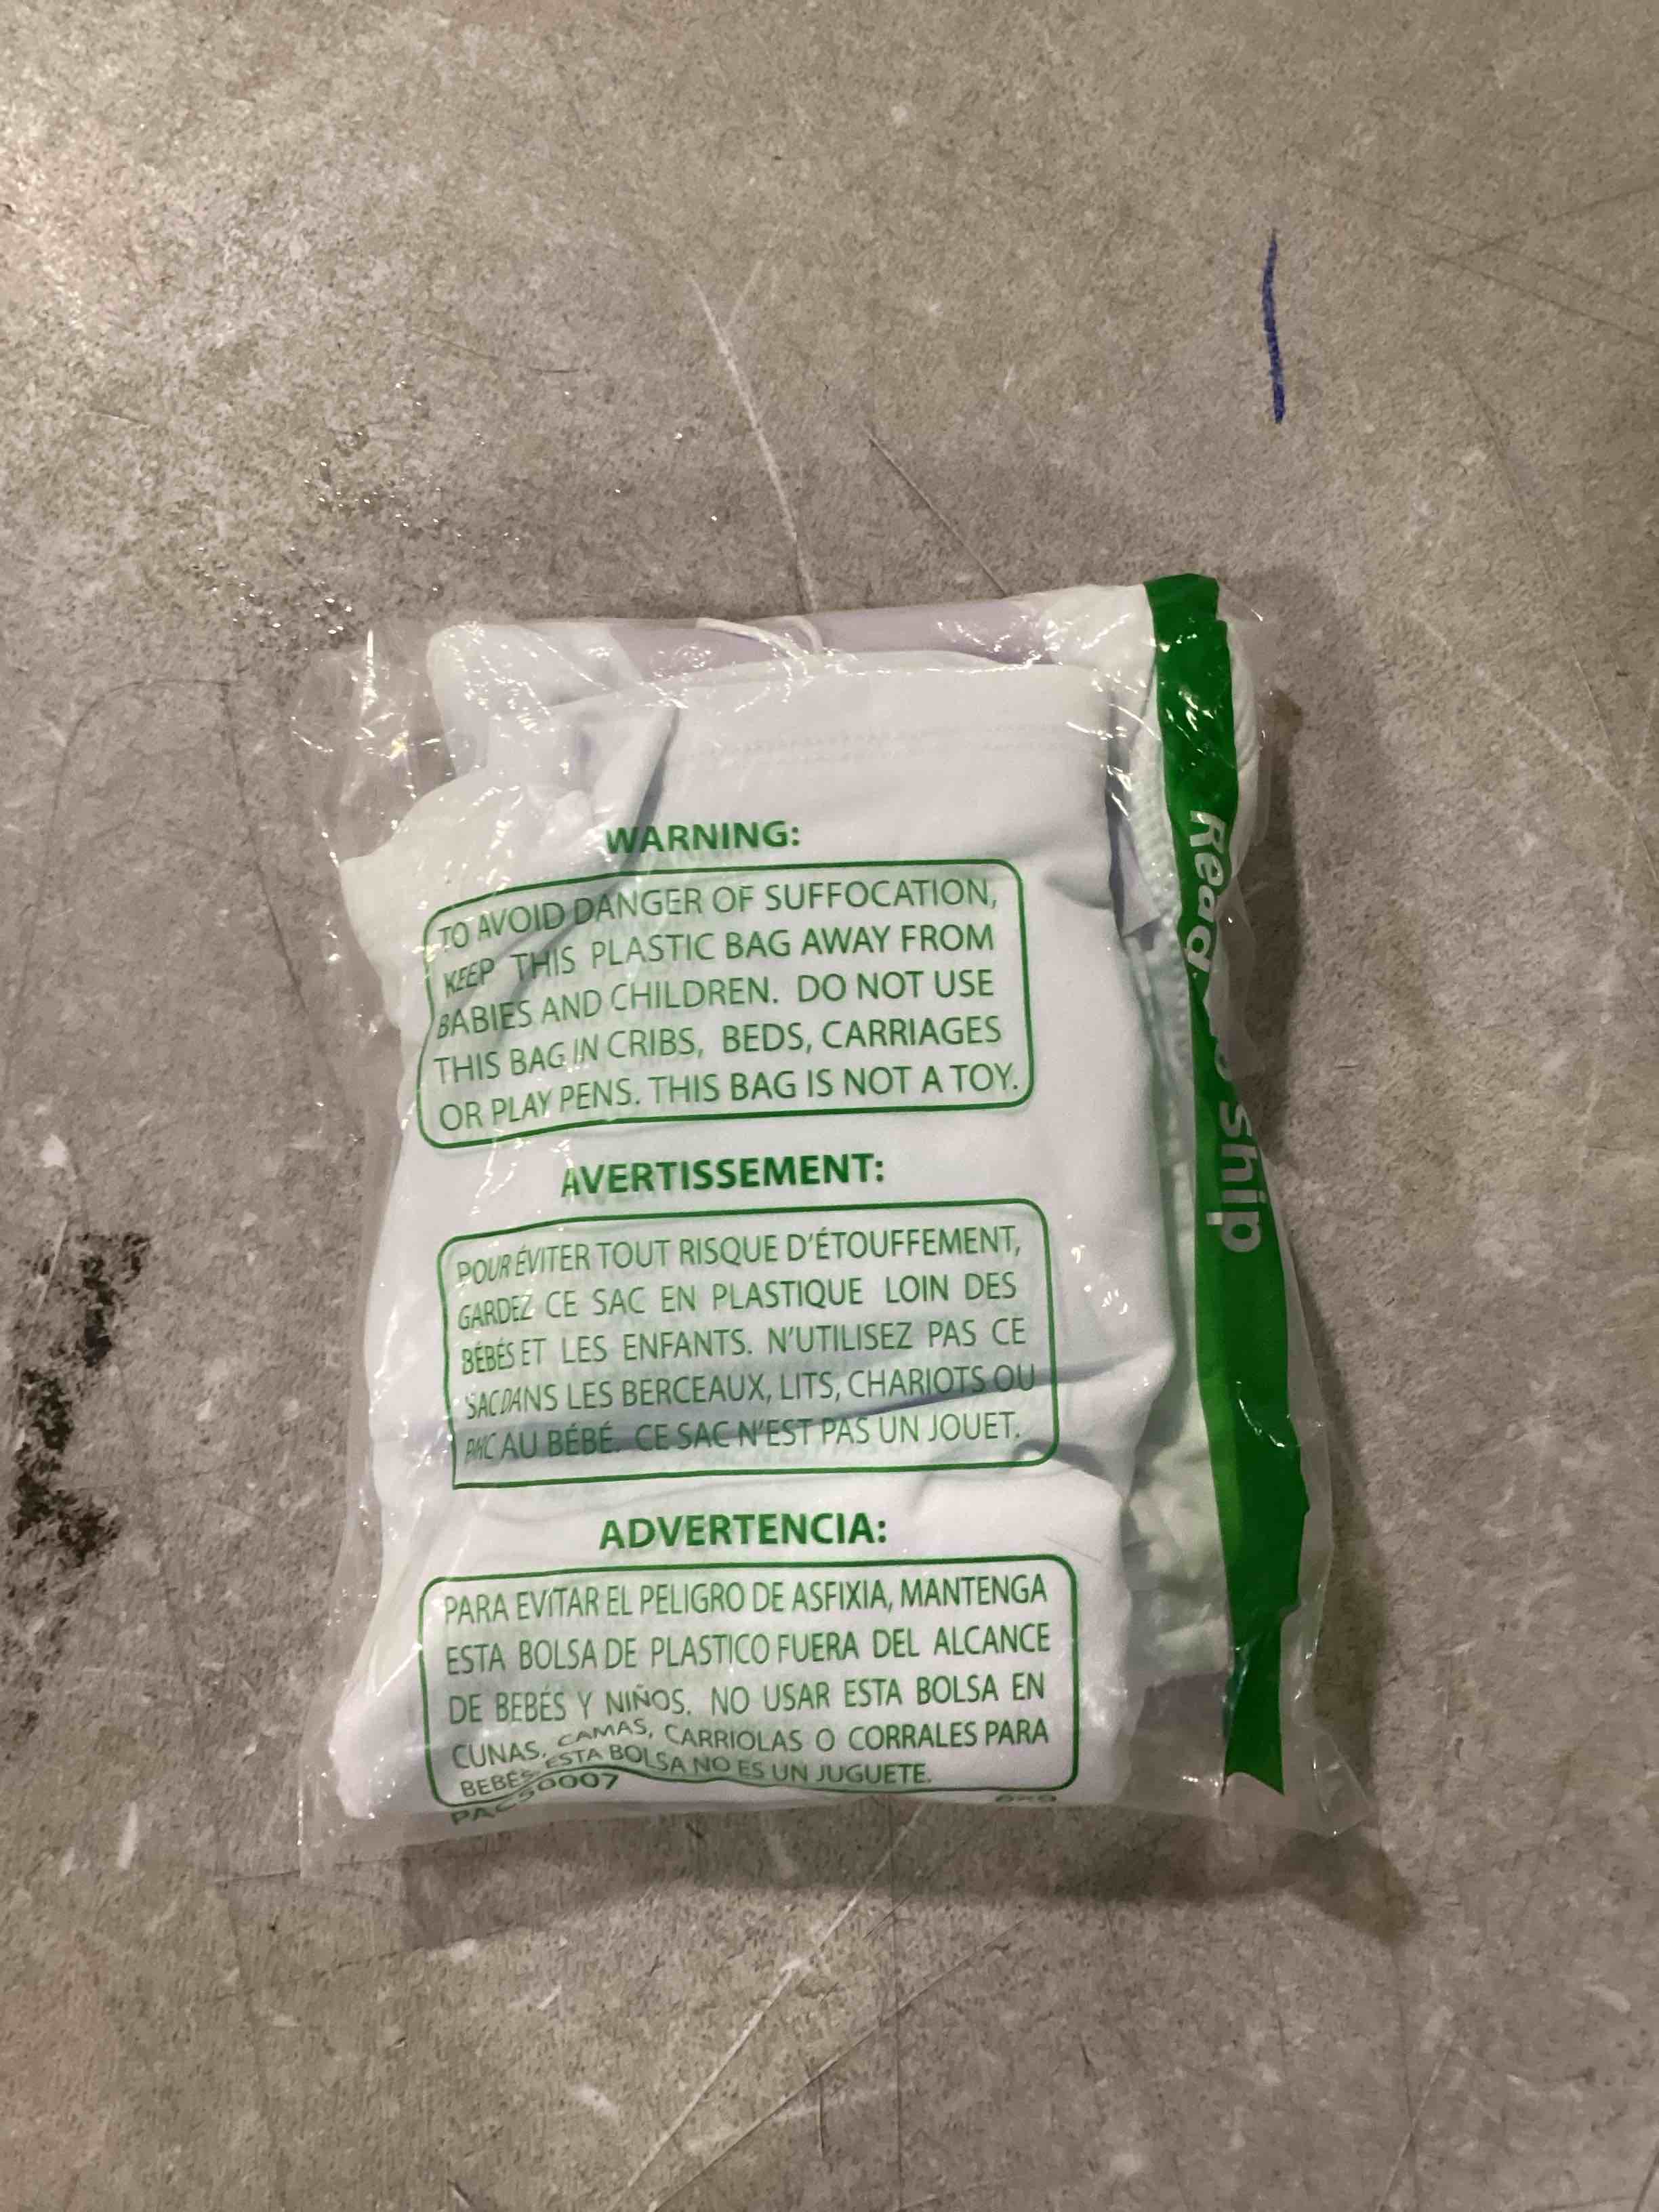 WARNING:
TO AVOID DANGER OF SUFFOCATION,
KEEP THIS PLASTIC BAG AWAY FROM
BABIES AND CHILDREN. DO NOT USE
THIS BAG IN CRIBS, BEDS, CARRIAGES
OR PLAY PENS. THIS BAG IS NOT A TOY.
AVERTISSEMENT:
POUR ÉVITER TOUT RISQUE D'ÉTOUFFEMENT,
GARDEZ CE SAC EN PLASTIQUE LOIN DES
BÉBÉS ET LES ENFANTS. N'UTILISEZ PAS CE
SAC DANS LES BERCEAUX, LITS, CHARIOTS OU
AU BÉBÉ. CE SAC N'EST PAS UN JOUET.
ADVERTENCIA:
PARA EVITAR EL PELIGRO DE ASFIXIA, MANTENGA
ESTA BOLSA DE PLASTICO FUERA DEL ALCANCE
DE BEBÉS Y NIÑOS. NO USAR ESTA BOLSA EN
CUNAS, CAMAS, CARRIOLAS O CORRALES PARA
BEBÉS. ESTA BOLSA NO ES UN JUGUETE.
Read ship